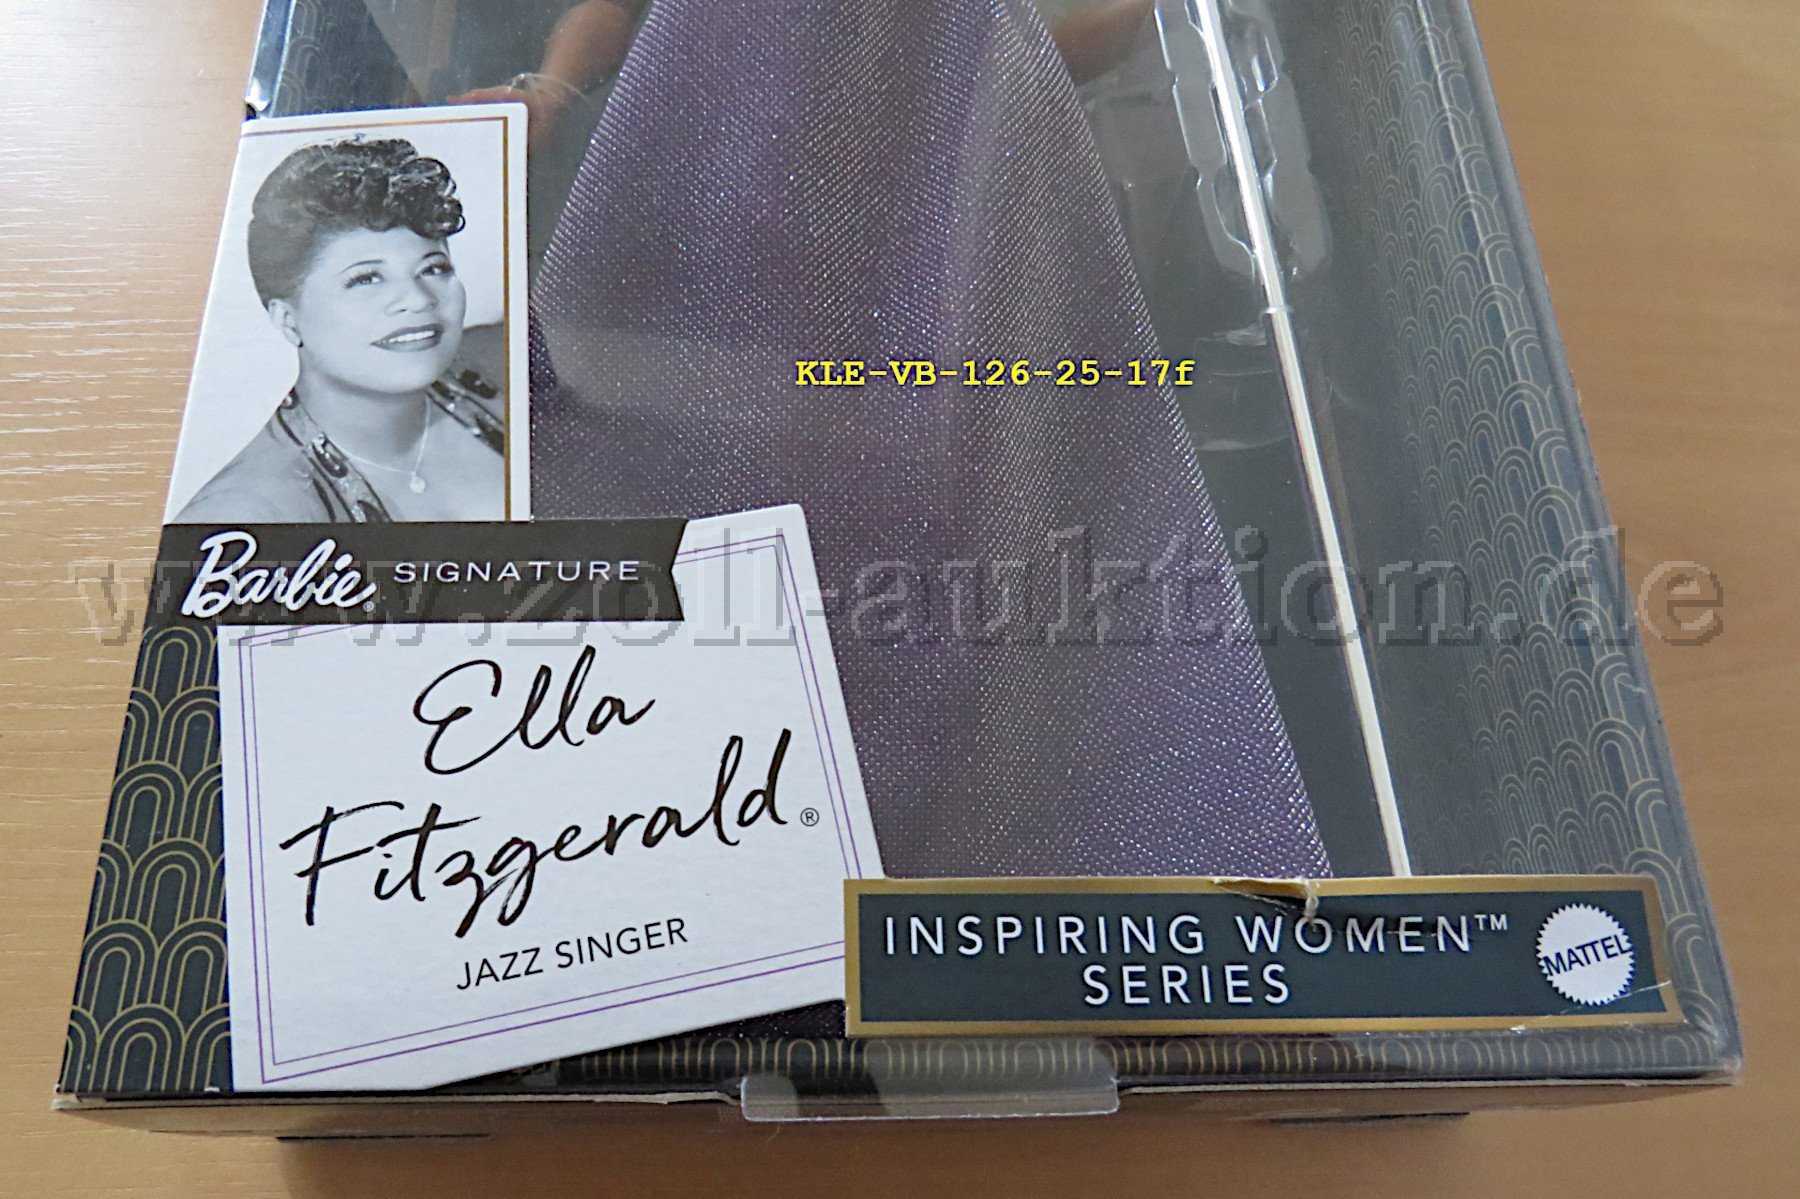 KLE-VB-126-25-17f
www.zoll-auktion.de
Barbie® SIGNATURE
Ella
Fitzgerald®
JAZZ SINGER
INSPIRING WOMEN™
SERIES
MATTEL